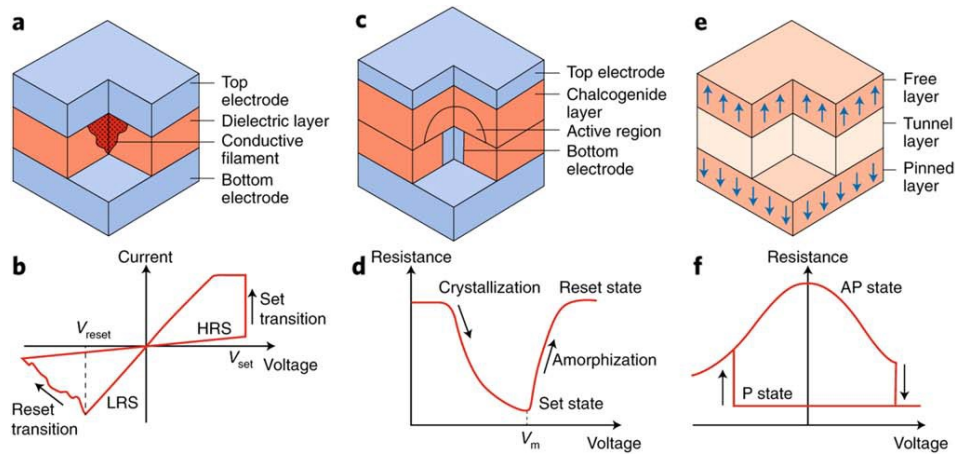 a
Top
electrode
Dielectric layer
Conductive
filament
Bottom
electrode
c
Top electrode
Chalcogenide
layer
Active region
Bottom
electrode
e
Free
layer
Tunnel
layer
Pinned
layer
b
Current
Set
transition
HRS
Vreset
Vset
Voltage
LRS
Reset
transition
d
Resistance
Crystallization
Reset state
Amorphization
Set state
Vm
Voltage
f
Resistance
AP state
P state
Voltage